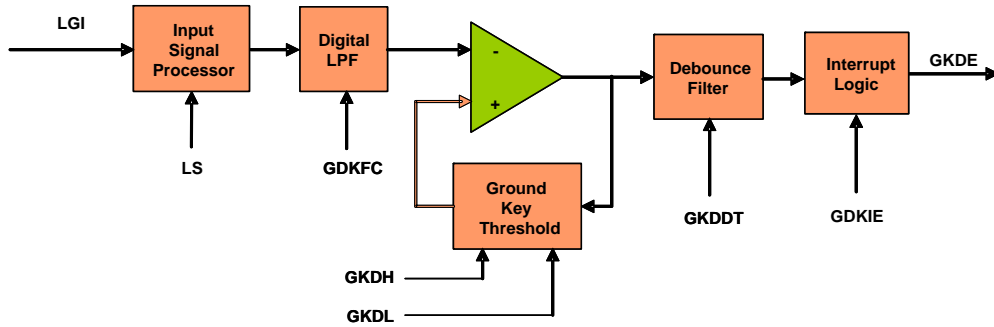 LGI
Input
Signal
Processor
Digital
LPF
-
+
Debounce
Filter
Interrupt
Logic
GKDE
LS
GDKFC
Ground
Key
Threshold
GKDDT
GDKIE
GKDH
GKDL